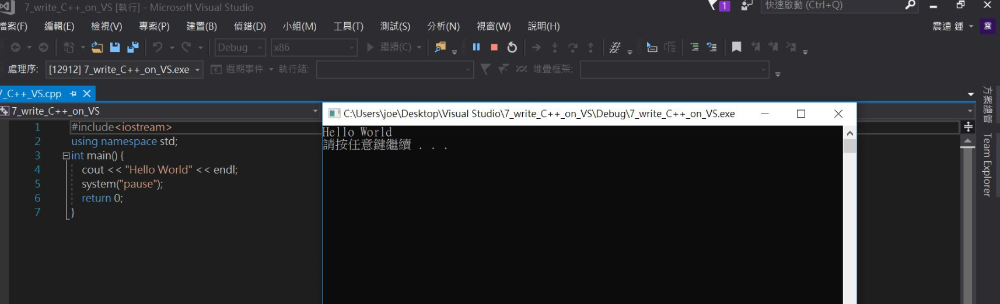 7_write_C++_on_VS [執行] - Microsoft Visual Studio
1
快速啟動 (Ctrl+Q)
檔案(F) 編輯(E) 檢視(V) 專案(P) 建置(B) 偵錯(D) 小組(M) 工具(T) 測試(S) 分析(N) 視窗(W) 說明(H)
震遠 鍾
震
Debug x86 繼續(C)
處理序: [12912] 7_write_C++_on_VS.exe 週期事件 執行緒: 堆疊框架:
7_C++_VS.cpp
7_write_C++_on_VS
1 #include<iostream>
2 using namespace std;
3 int main() {
4 cout << "Hello World" << endl;
5 system("pause");
6 return 0;
7 }
C:\Users\joe\Desktop\Visual Studio\7_write_C++_on_VS\Debug\7_write_C++_on_VS.exe
Hello World
請按任意鍵繼續 . . .
方案總管
Team Explorer